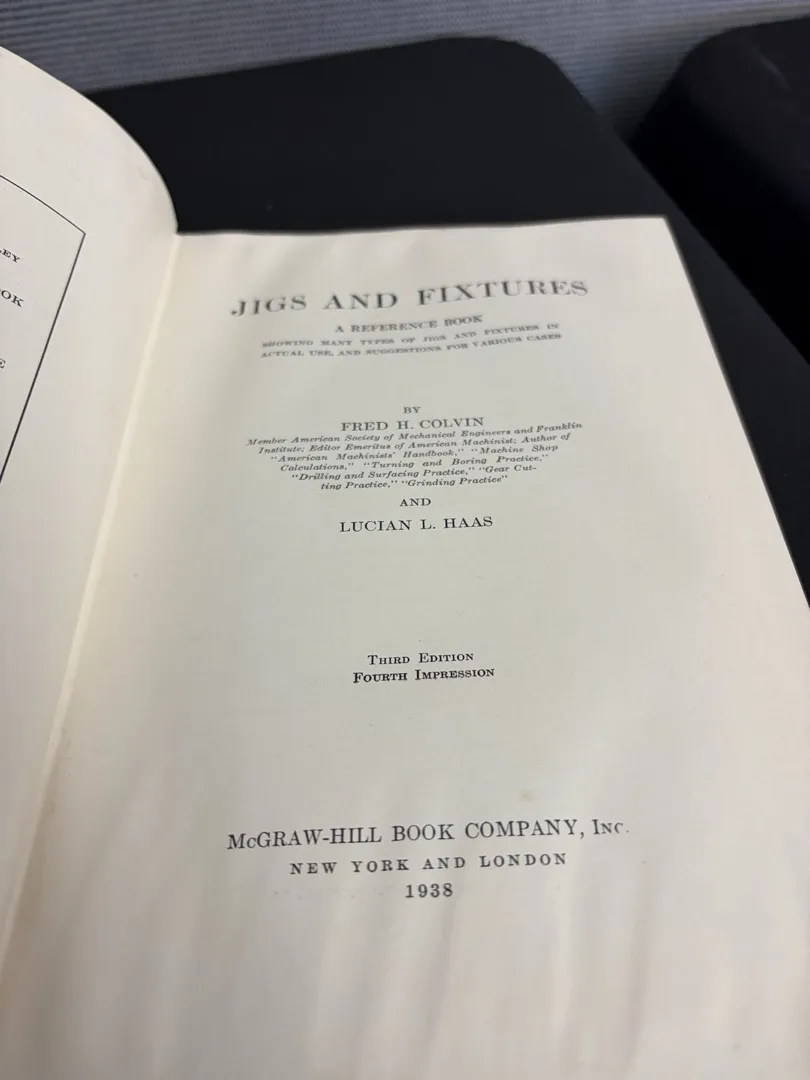 EY
OK
E
JIGS AND FIXTURES
A REFERENCE BOOK
SHOWING MANY TYPES OF JIGS AND FIXTURES IN
ACTUAL USE, AND SUGGESTIONS FOR VARIOUS CASES
BY
FRED H. COLVIN
Member American Society of Mechanical Engineers and Franklin
Institute; Editor Emeritus of American Machinist; Author of
"American Machinists' Handbook," "Machine Shop
Calculations," "Turning and Boring Practice,"
"Drilling and Surfacing Practice," "Gear Cut-
ting Practice," "Grinding Practice"
AND
LUCIAN L. HAAS
THIRD EDITION
FOURTH IMPRESSION
McGRAW-HILL BOOK COMPANY, INC.
NEW YORK AND LONDON
1938